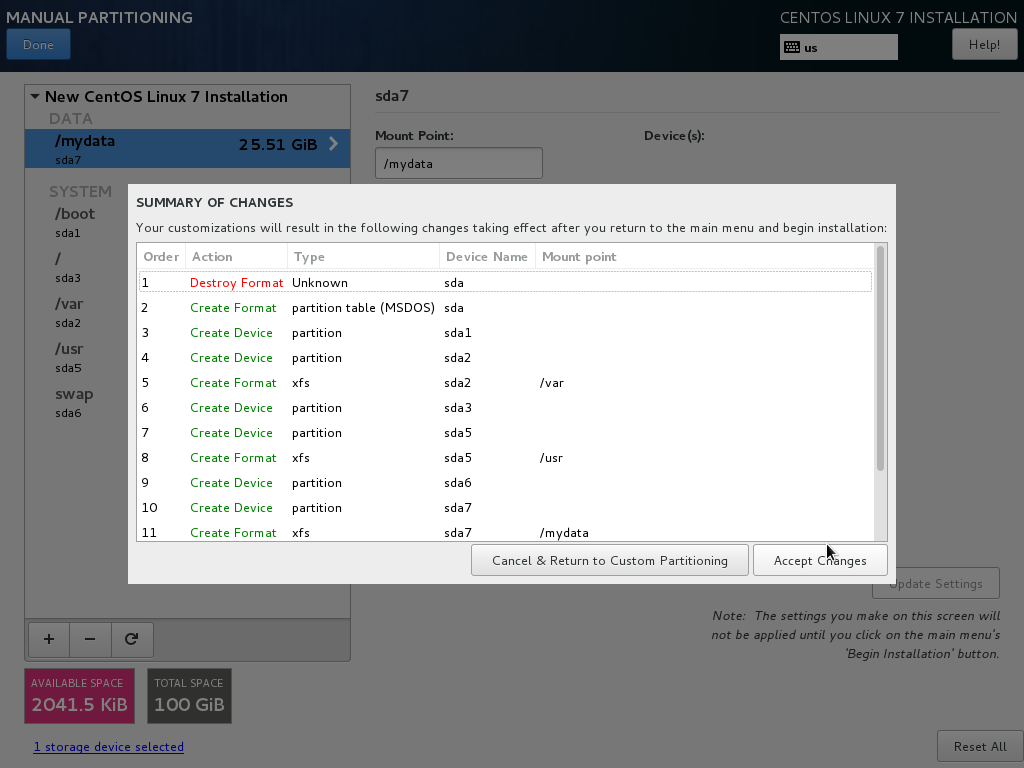 MANUAL PARTITIONING
CENTOS LINUX 7 INSTALLATION
Done
us
Help!
New CentOS Linux 7 Installation
DATA
/mydata
25.51 GiB
sda7
SYSTEM
/boot
sda1
/
sda3
/var
sda2
/usr
sda5
swap
sda6
sda7
Mount Point:
Device(s):
/mydata
SUMMARY OF CHANGES
Your customizations will result in the following changes taking effect after you return to the main menu and begin installation:
Order Action Type Device Name Mount point
1 Destroy Format Unknown sda
2 Create Format partition table (MSDOS) sda
3 Create Device partition sda1
4 Create Device partition sda2
5 Create Format xfs sda2 /var
6 Create Device partition sda3
7 Create Device partition sda5
8 Create Format xfs sda5 /usr
9 Create Device partition sda6
10 Create Device partition sda7
11 Create Format xfs sda7 /mydata
Cancel & Return to Custom Partitioning
Accept Changes
Update Settings
Note: The settings you make on this screen will
not be applied until you click on the main menu's
'Begin Installation' button.
AVAILABLE SPACE
2041.5 KiB
TOTAL SPACE
100 GiB
1 storage device selected
Reset All